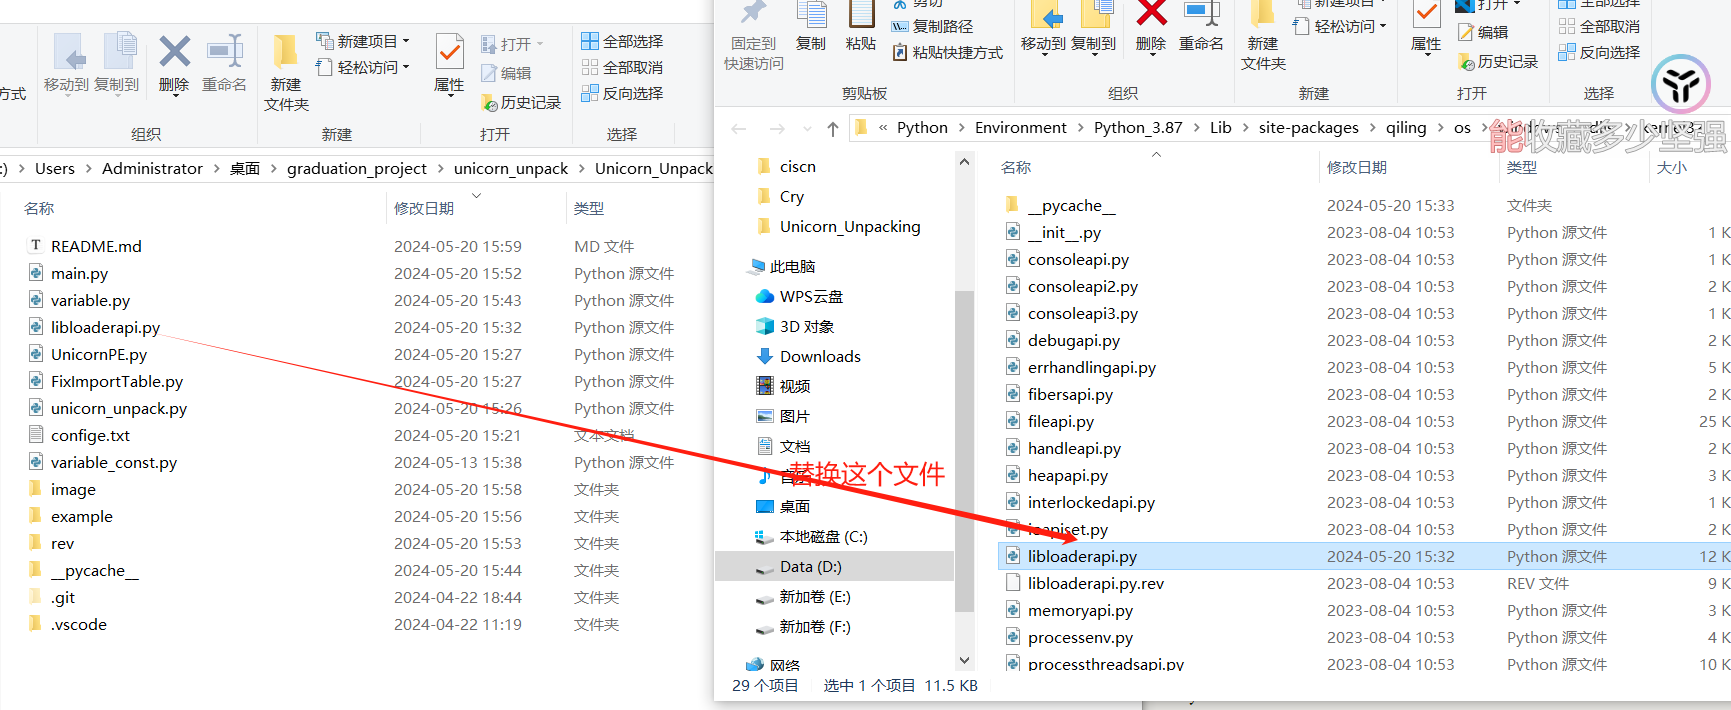 方式
移动到
复制到
删除
重命名
组织
新建
文件夹
新建项目
轻松访问
新建
属性
打开
编辑
历史记录
打开
全部选择
全部取消
反向选择
选择
:) > Users > Administrator > 桌面 > graduation_project > unicorn_unpack > Unicorn_Unpack
名称 修改日期 类型
README.md 2024-05-20 15:59 MD 文件
main.py 2024-05-20 15:52 Python 源文件
variable.py 2024-05-20 15:43 Python 源文件
libloaderapi.py 2024-05-20 15:32 Python 源文件
UnicornPE.py 2024-05-20 15:27 Python 源文件
FixImportTable.py 2024-05-20 15:27 Python 源文件
unicorn_unpack.py 2024-05-20 15:26 Python 源文件
confige.txt 2024-05-20 15:21 文本文档
variable_const.py 2024-05-13 15:38 Python 源文件
image 2024-05-20 15:58 文件夹
example 2024-05-20 15:56 文件夹
rev 2024-05-20 15:53 文件夹
__pycache__ 2024-05-20 15:44 文件夹
.git 2024-04-22 18:44 文件夹
.vscode 2024-04-22 11:19 文件夹
固定到
快速访问
复制
粘贴
剪切
复制路径
粘贴快捷方式
剪贴板
移动到
复制到
删除
重命名
组织
新建
文件夹
新建项目
轻松访问
新建
属性
打开
编辑
历史记录
打开
全部选择
全部取消
反向选择
选择
« Python > Environment > Python_3.87 > Lib > site-packages > qiling > os >
能收藏多少坚强
ciscn
Cry
Unicorn_Unpacking
此电脑
WPS云盘
3D 对象
Downloads
视频
图片
文档
音乐
替换这个文件
桌面
本地磁盘 (C:)
Data (D:)
新加卷 (E:)
新加卷 (F:)
网络
名称 修改日期 类型 大小
__pycache__ 2024-05-20 15:33 文件夹
__init__.py 2023-08-04 10:53 Python 源文件 1 K
consoleapi.py 2023-08-04 10:53 Python 源文件 1 K
consoleapi2.py 2023-08-04 10:53 Python 源文件 2 K
consoleapi3.py 2023-08-04 10:53 Python 源文件 1 K
debugapi.py 2023-08-04 10:53 Python 源文件 2 K
errhandlingapi.py 2023-08-04 10:53 Python 源文件 5 K
fibersapi.py 2023-08-04 10:53 Python 源文件 2 K
fileapi.py 2023-08-04 10:53 Python 源文件 25 K
handleapi.py 2023-08-04 10:53 Python 源文件 2 K
heapapi.py 2023-08-04 10:53 Python 源文件 3 K
interlockedapi.py 2023-08-04 10:53 Python 源文件 1 K
ioapiset.py 2023-08-04 10:53 Python 源文件 2 K
libloaderapi.py 2024-05-20 15:32 Python 源文件 12 K
libloaderapi.py.rev 2023-08-04 10:53 REV 文件 9 K
memoryapi.py 2023-08-04 10:53 Python 源文件 3 K
processenv.py 2023-08-04 10:53 Python 源文件 4 K
processthreadsapi.py 2023-08-04 10:53 Python 源文件 10 K
29 个项目 选中 1 个项目 11.5 KB